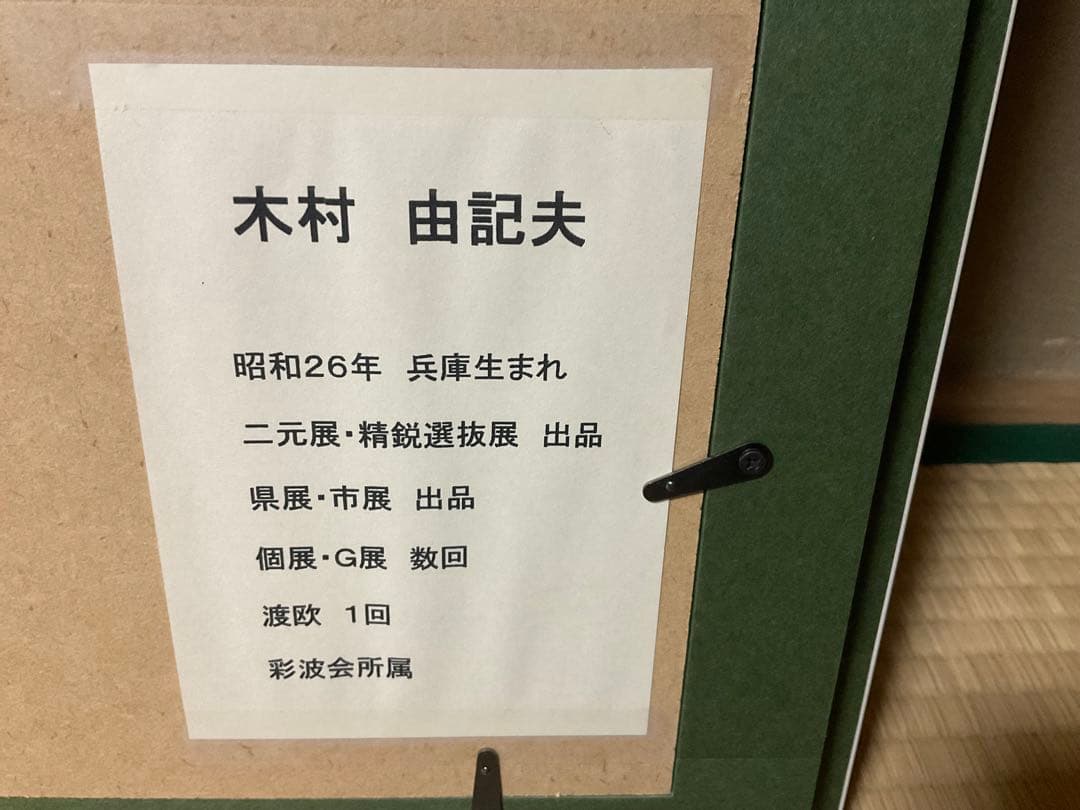 木村　由記夫
昭和26年　兵庫生まれ
二元展・精鋭選抜展　出品
県展・市展　出品
個展・G展　数回
渡欧　1回
彩波会所属